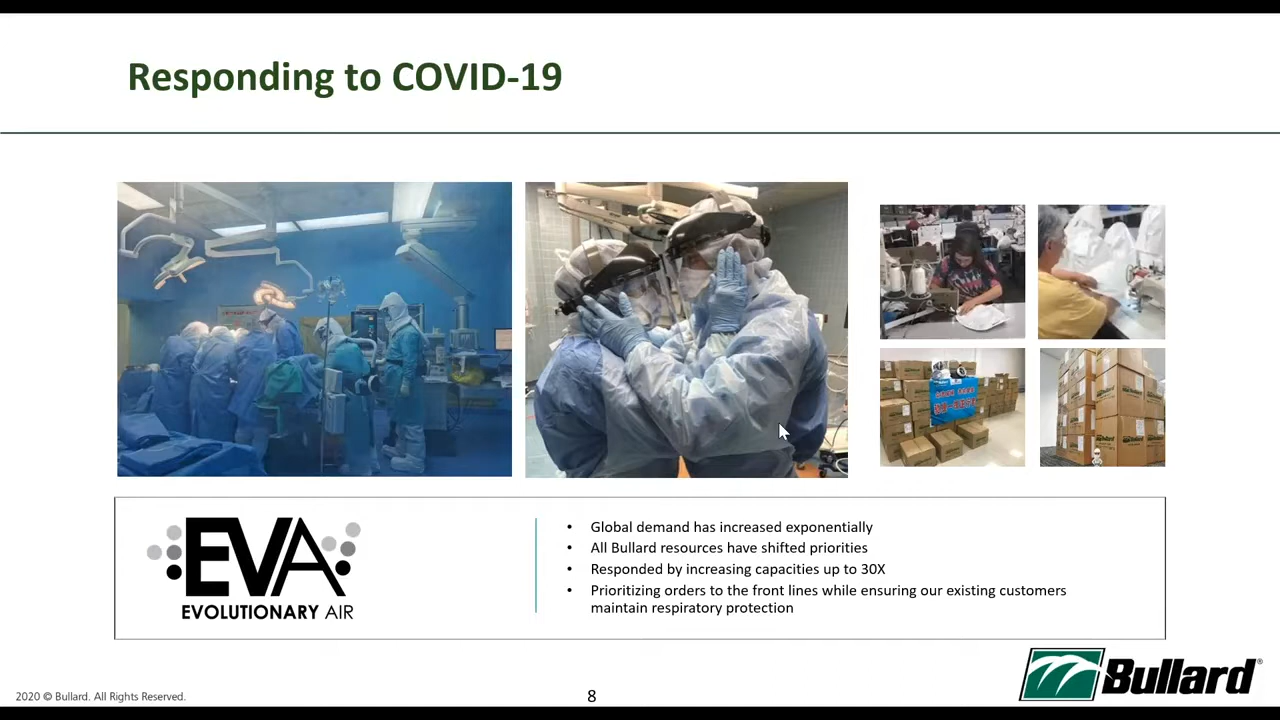 Responding to COVID-19
EVA
EVOLUTIONARY AIR
• Global demand has increased exponentially
• All Bullard resources have shifted priorities
• Responded by increasing capacities up to 30X
• Prioritizing orders to the front lines while ensuring our existing customers
maintain respiratory protection
Bullard®
2020 © Bullard. All Rights Reserved.
8